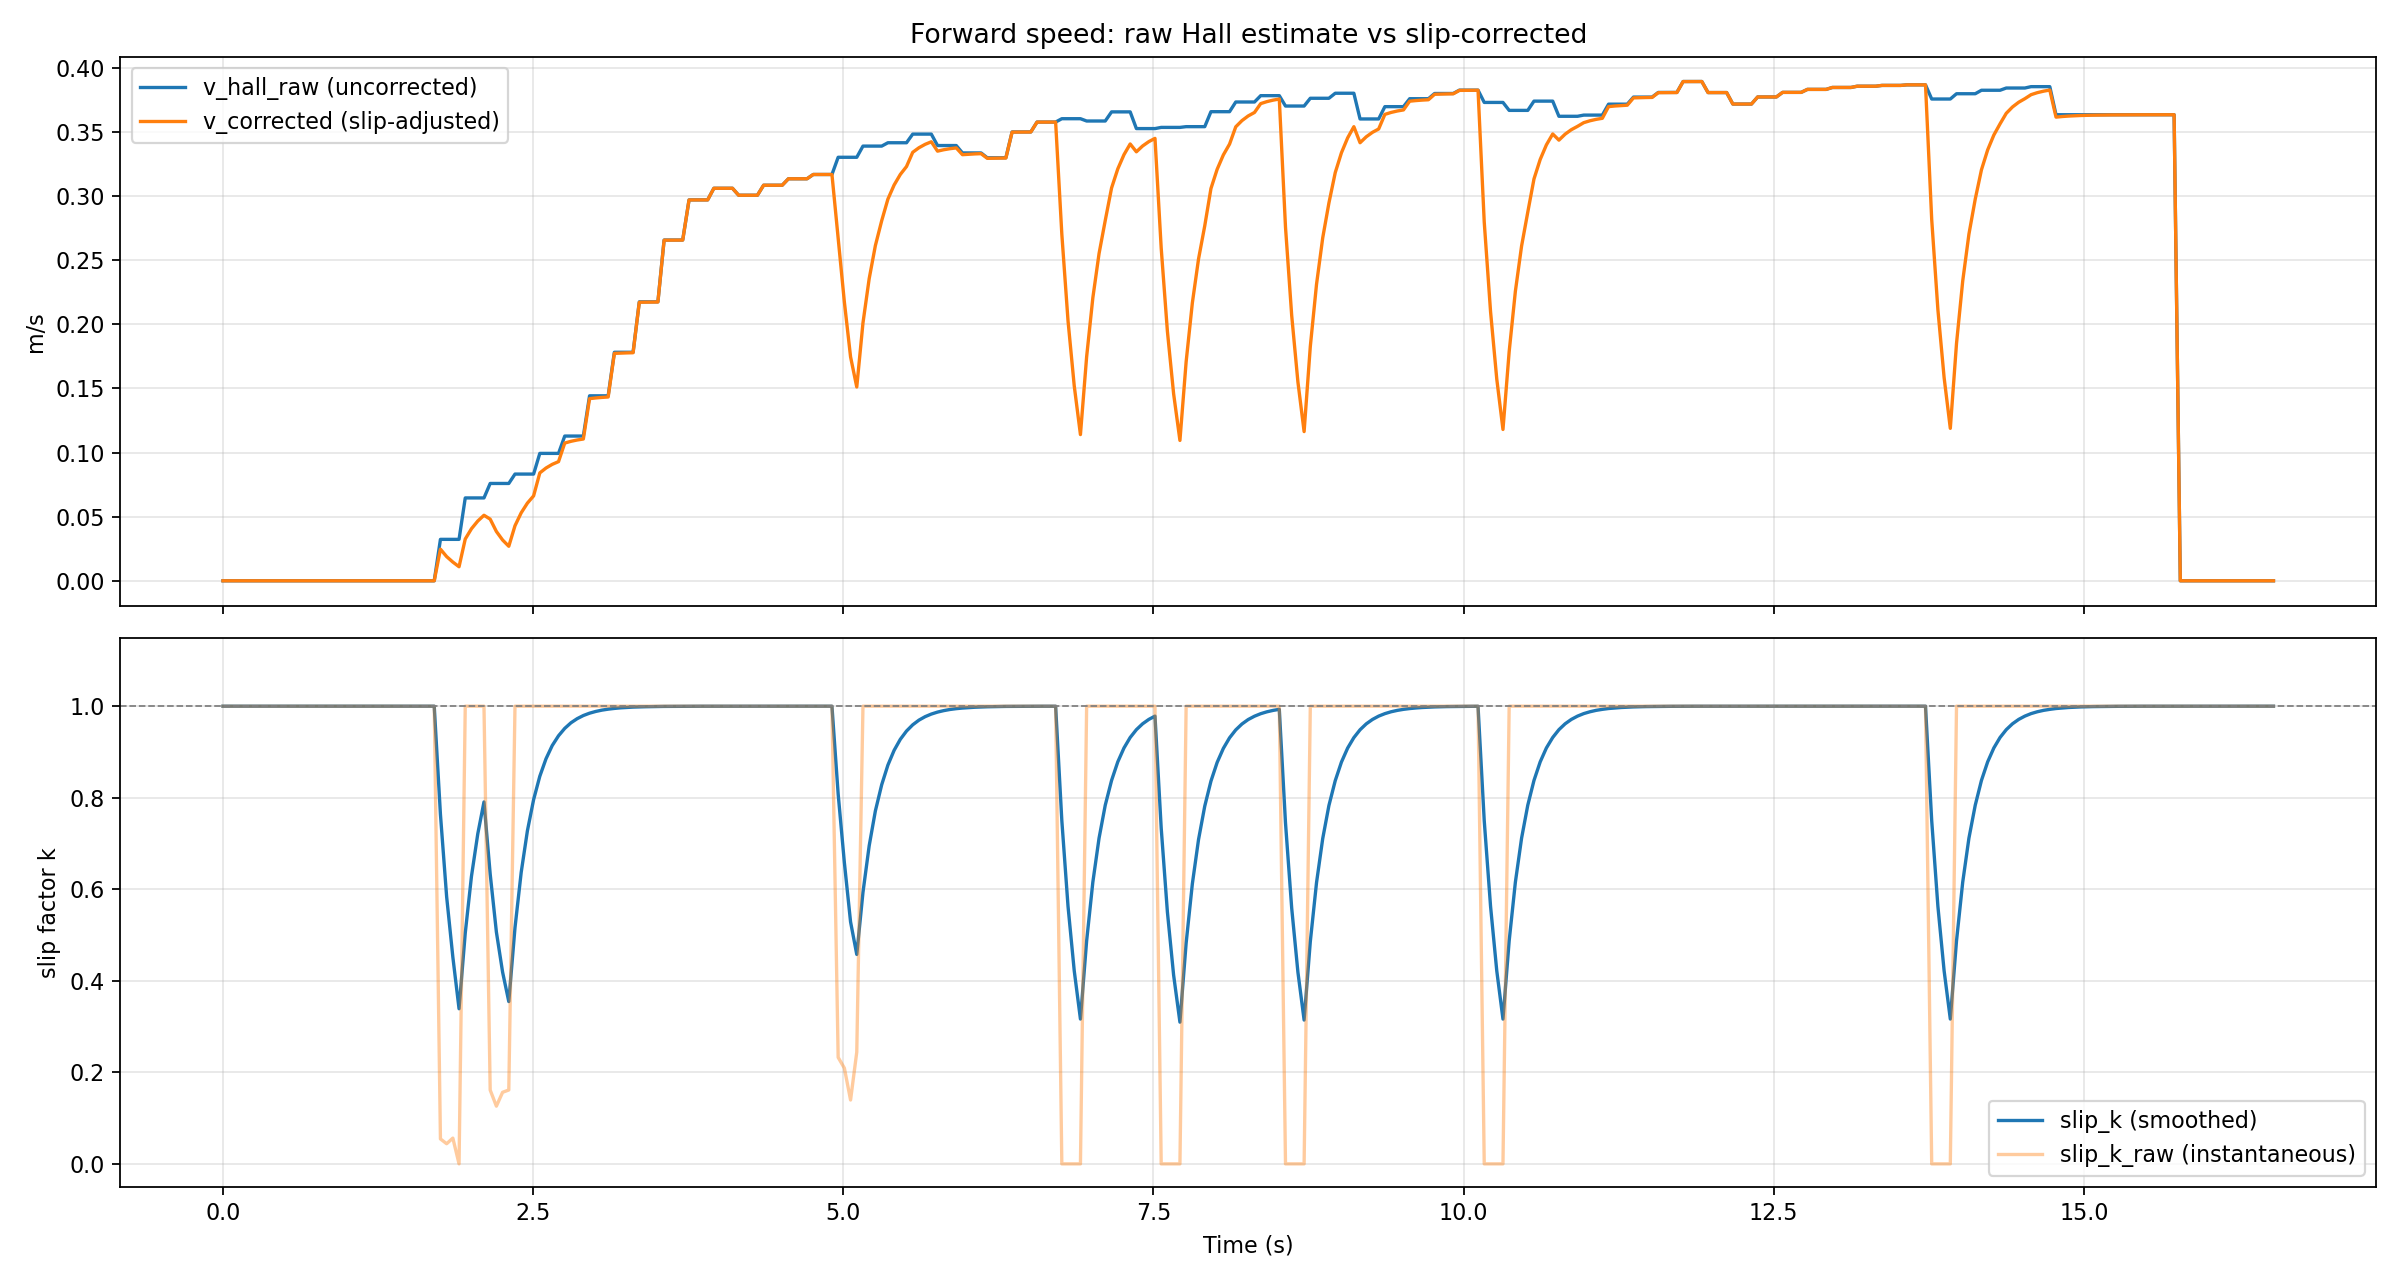 Forward speed: raw Hall estimate vs slip-corrected
v_hall_raw (uncorrected)
v_corrected (slip-adjusted)
0.40
0.35
0.30
0.25
0.20
0.15
0.10
0.05
0.00
m/s
1.0
0.8
0.6
0.4
0.2
0.0
slip factor k
slip_k (smoothed)
slip_k_raw (instantaneous)
0.0 2.5 5.0 7.5 10.0 12.5 15.0
Time (s)